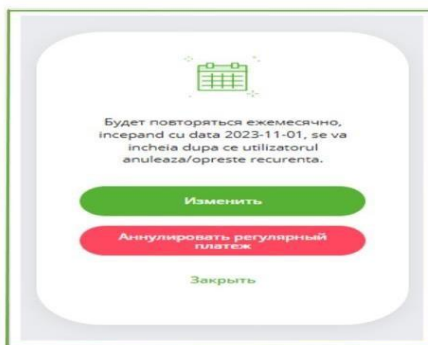 Будет повторяться ежемесячно,
incepand cu data 2023-11-01, se va
incheia dupa ce utilizatorul
anuleaza/opreste recurenta.
Изменить
Аннулировать регулярный
платеж
Закрыть